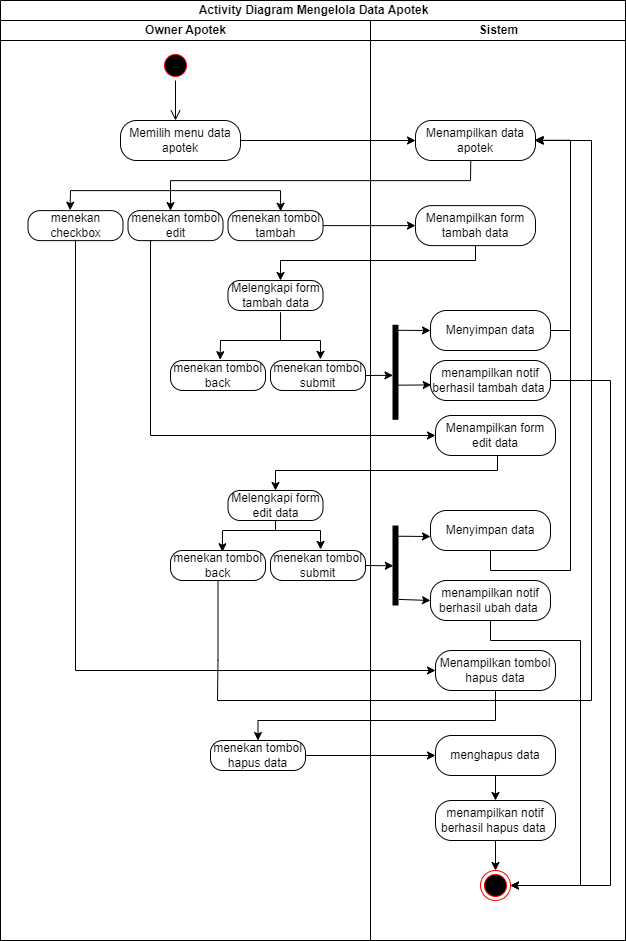 Activity Diagram Mengelola Data Apotek
Owner Apotek
Sistem
Memilih menu data
apotek
Menampilkan data
apotek
menekan
checkbox
menekan tombol
edit
menekan tombol
tambah
Menampilkan form
tambah data
Melengkapi form
tambah data
Menyimpan data
menekan tombol
back
menekan tombol
submit
menampilkan notif
berhasil tambah data
Menampilkan form
edit data
Melengkapi form
edit data
Menyimpan data
menekan tombol
back
menekan tombol
submit
menampilkan notif
berhasil ubah data
Menampilkan tombol
hapus data
menekan tombol
hapus data
menghapus data
menampilkan notif
berhasil hapus data